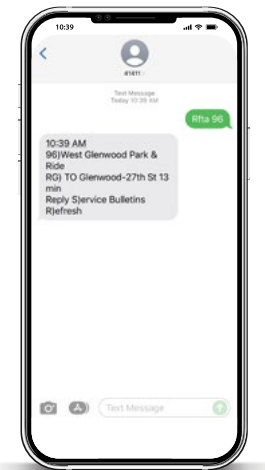 10:39
41411
Text Message
Today 10:39 AM
Rfta 96
10:39 AM
96)West Glenwood Park &
Ride
RG) TO Glenwood-27th St 13
min
Reply S)ervice Bulletins
R)efresh
Text Message